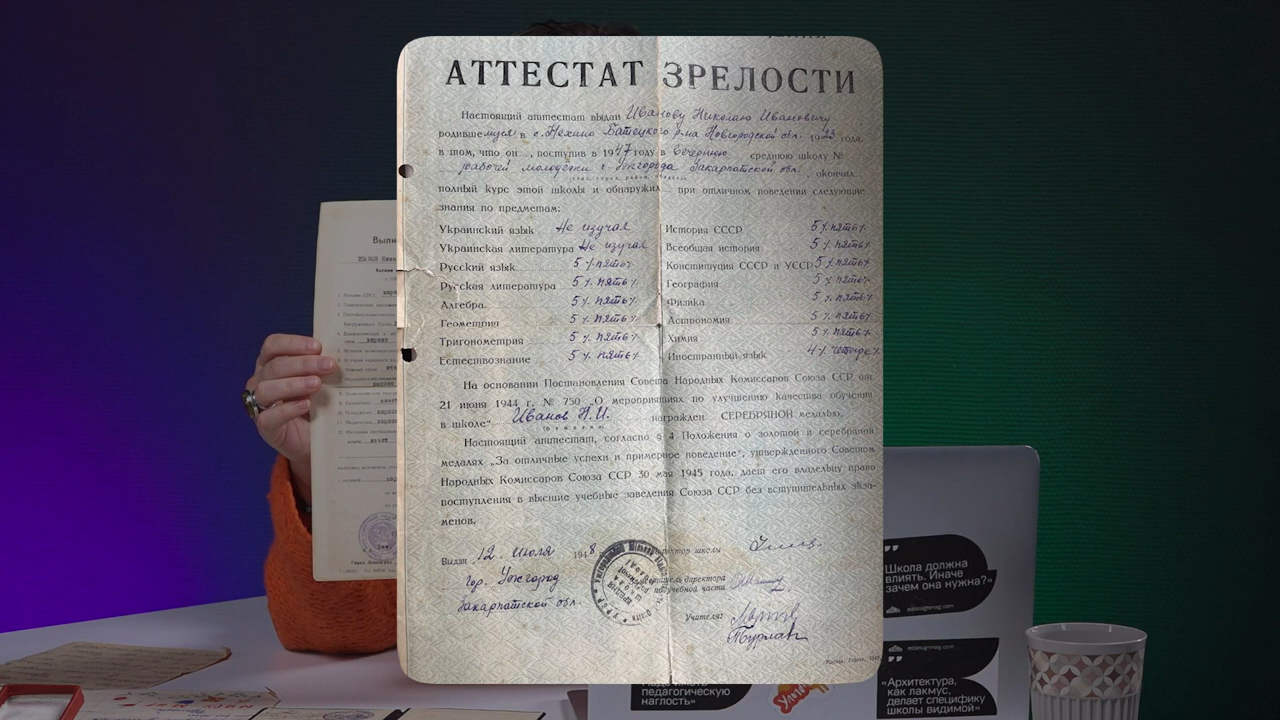 АТТЕСТАТ ЗРЕЛОСТИ
Настоящий аттестат выдан Иванову Николаю Ивановичу
родившемуся в с. Нехино Батецкого р-на Новгородской обл. 1923 года,
в том, что он, поступив в 1947 году в вечернюю среднюю школу №
рабочей молодёжи г. Ужгорода Закарпатской обл. окончил
полный курс этой школы и обнаружил при отличном поведении следующие
знания по предметам:
Украинский язык Не изучал
Украинская литература Не изучал
Русский язык 5 /пять/
Русская литература 5 /пять/
Алгебра 5 /пять/
Геометрия 5 /пять/
Тригонометрия 5 /пять/
Естествознание 5 /пять/
История СССР 5 /пять/
Всеобщая история 5 /пять/
Конституция СССР и УССР 5 /пять/
География 5 /пять/
Физика 5 /пять/
Астрономия 5 /пять/
Химия 5 /пять/
Иностранный язык 4 /четыре/
На основании Постановления Совета Народных Комиссаров Союза ССР от
21 июня 1944 г. № 750 „О мероприятиях по улучшению качества обучения
в школе" Иванов Н.И. награжден СЕРЕБРЯНОЙ медалью.
Настоящий аттестат, согласно § 4 Положения о золотой и серебряной
медалях „За отличные успехи и примерное поведение", утвержденного Советом
Народных Комиссаров Союза ССР 30 мая 1945 года, дает его владельцу право
поступления в высшие учебные заведения Союза ССР без вступительных экза-
менов.
Выдан 12 июля 1948
гор. Ужгород
Закарпатской обл.
Директор школы
директора
по учебной части
Учителя:
Школа должна
влиять. Иначе
зачем она нужна?»
eddesignmag.com
педагогическую
наглость»
eddesignmag.com
«Архитектура,
как лакмус,
делает специфику
школы видимой»